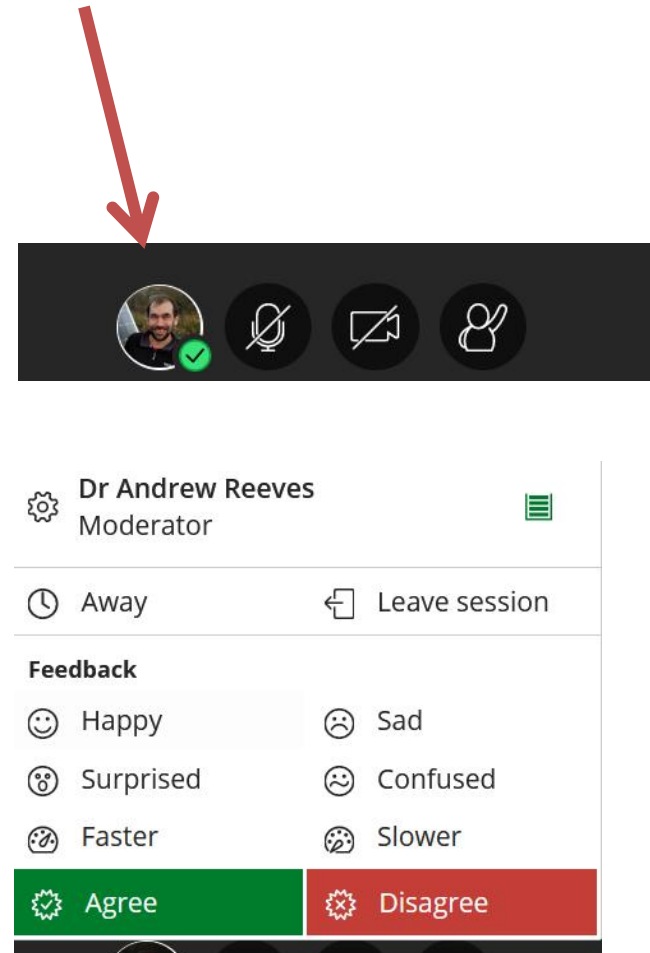 Dr Andrew Reeves
Moderator
Away
Leave session
Feedback
Happy
Sad
Surprised
Confused
Faster
Slower
Agree
Disagree